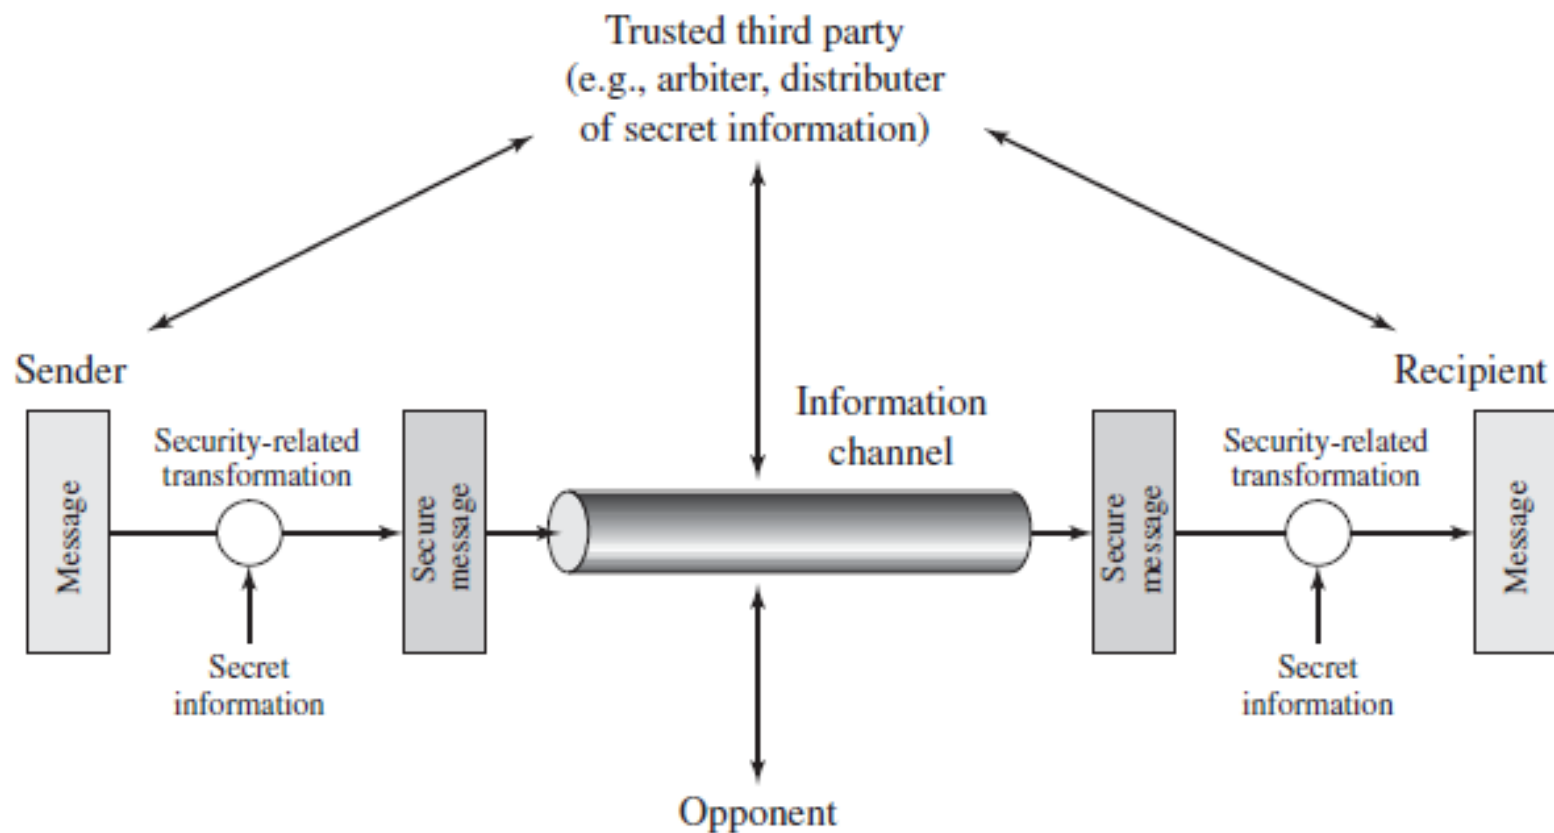 Trusted third party
(e.g., arbiter, distributer
of secret information)
Sender
Recipient
Information
channel
Security-related
transformation
Security-related
transformation
Message
Secure
message
Secure
message
Message
Secret
information
Secret
information
Opponent